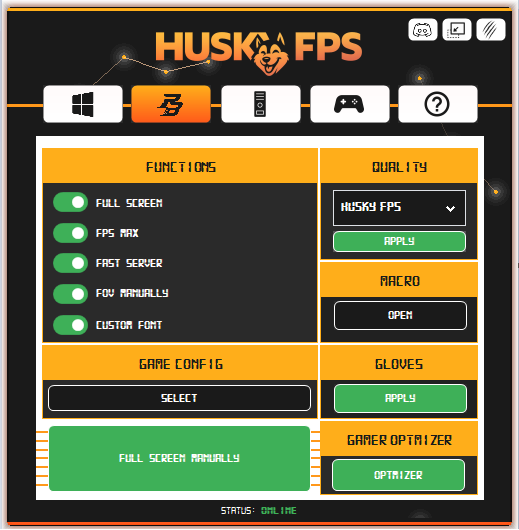 HUSKY FPS
FUNCTIONS
FULL SCREEN
FPS MAX
FAST SERVER
FOV MANUALLY
CUSTOM FONT
QUALITY
HUSKY FPS
APPLY
MACRO
OPEN
GAME CONFIG
SELECT
GLOVES
APPLY
FULL SCREEN MANUALLY
GAMER OPTMIZER
OPTMIZER
STATUS: ONLINE